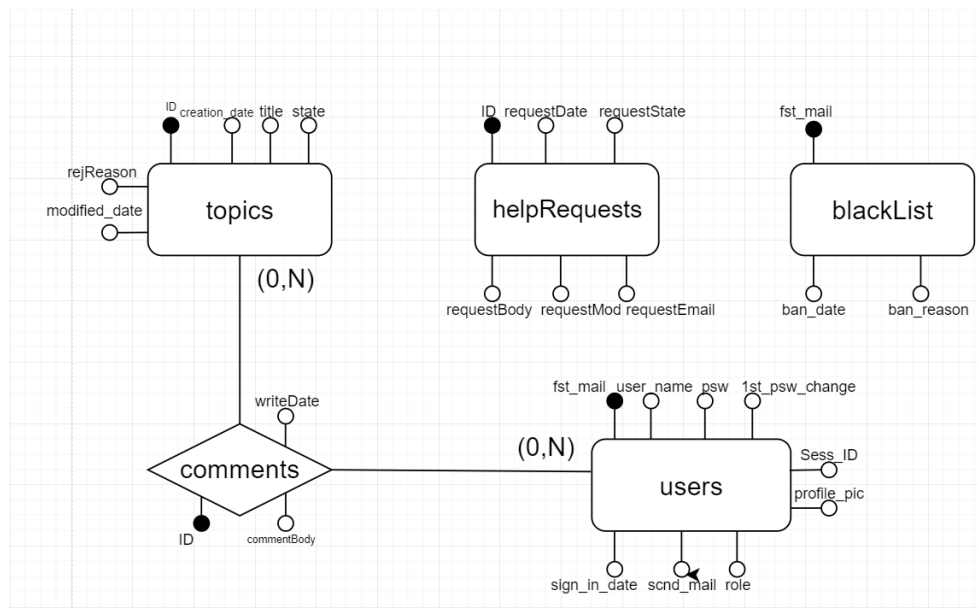 ID creation_date title state
rejReason
modified_date
topics
(0,N)
ID requestDate requestState
helpRequests
requestBody requestMod requestEmail
fst_mail
blackList
ban_date ban_reason
writeDate
comments
ID
commentBody
(0,N)
fst_mail user_name psw 1st_psw_change
users
Sess_ID
profile_pic
sign_in_date scnd_mail role